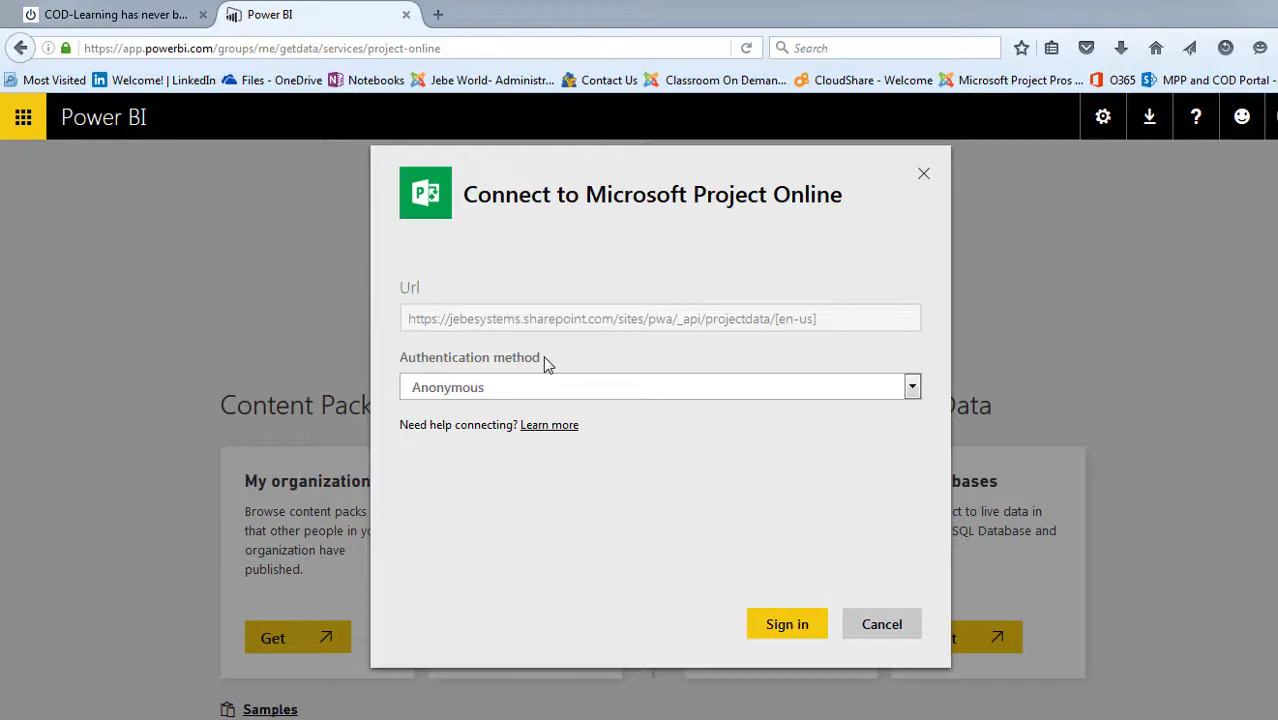 COD-Learning has never b...
Power BI
https://app.powerbi.com/groups/me/getdata/services/project-online
Search
Most Visited
Welcome! | LinkedIn
Files - OneDrive
Notebooks
Jebe World- Administr...
Contact Us
Classroom On Deman...
CloudShare - Welcome
Microsoft Project Pros ...
O365
MPP and COD Portal -
Power BI
Connect to Microsoft Project Online
Url
https://jebesystems.sharepoint.com/sites/pwa/_api/projectdata/[en-us]
Authentication method
Anonymous
Need help connecting? Learn more
Sign in
Cancel
Content Pac
Data
My organization
Browse content packs
that other people in yo
organization have
published.
Get
bases
ct to live data in
SQL Database and
t
Samples